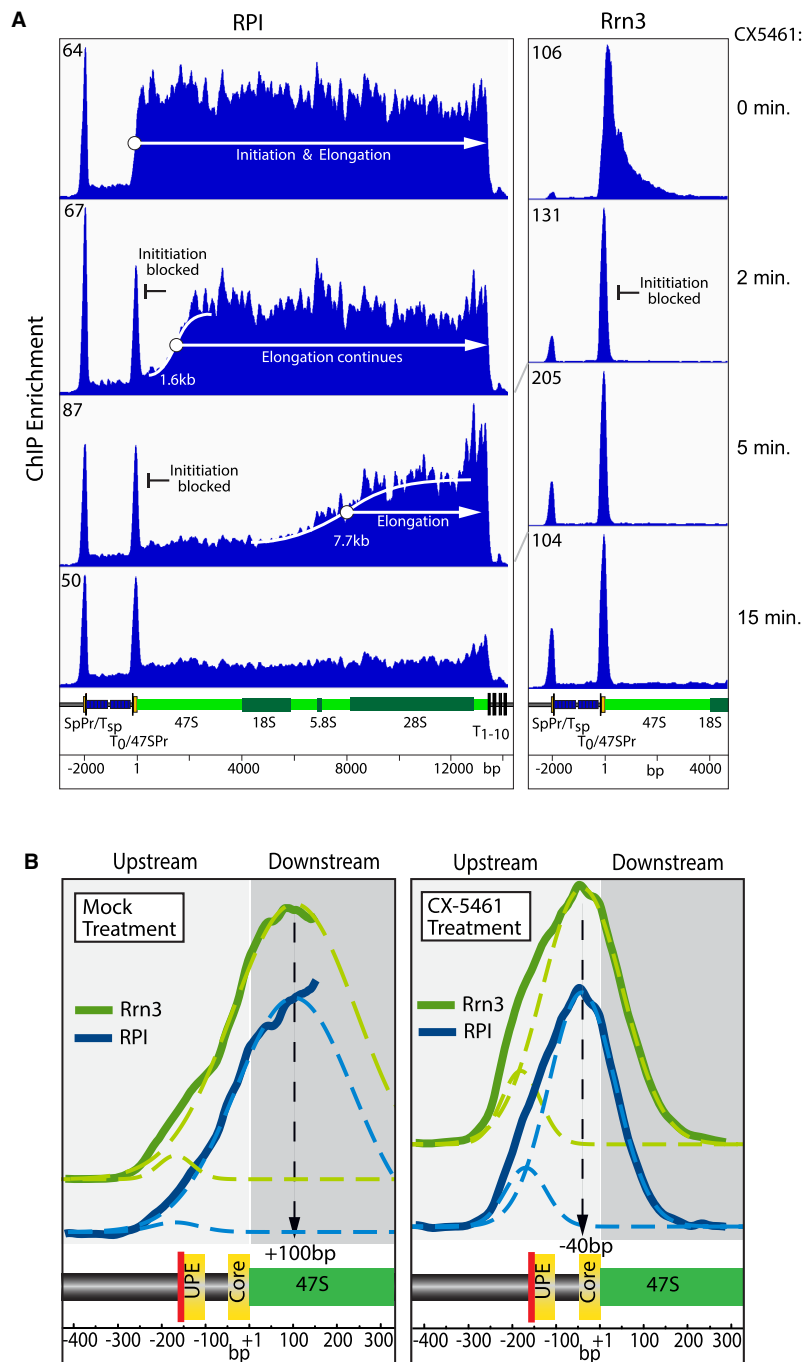 A
RPI
Rrn3
CX5461:
ChIP Enrichment
64
Initiation & Elongation
106
0 min.
67
Inititiation
blocked
1.6kb
Elongation continues
131
Inititiation
blocked
2 min.
87
Inititiation
blocked
7.7kb
Elongation
205
5 min.
50
104
15 min.
SpPr/Tsp
T0/47SPr
47S
18S
5.8S
28S
T1-10
-2000
1
4000
8000
12000
bp
SpPr/Tsp
T0/47SPr
47S
18S
-2000
1
bp
4000
B
Upstream
Downstream
Mock
Treatment
Rrn3
RPI
+100bp
UPE
Core
47S
-400
-300
-200
-100
+1
100
200
300
bp
Upstream
Downstream
CX-5461
Treatment
Rrn3
RPI
-40bp
UPE
Core
47S
-400
-300
-200
-100
+1
100
200
300
bp